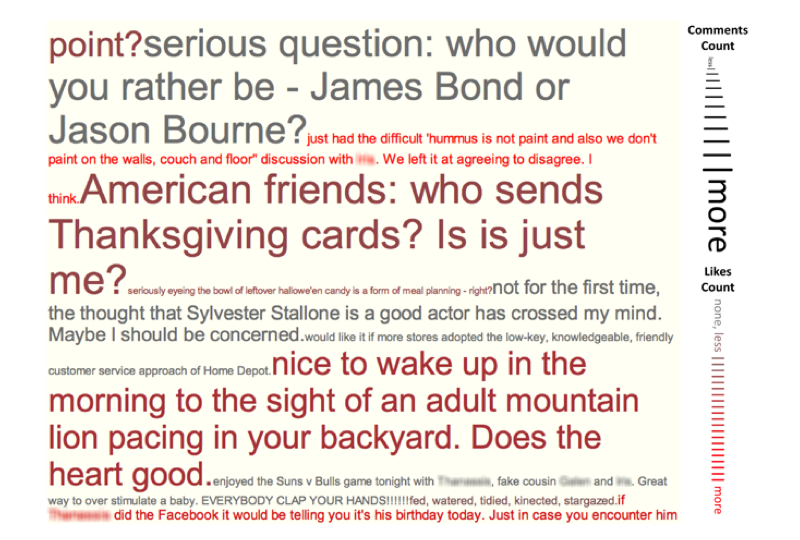 point?serious question: who would
you rather be - James Bond or
Jason Bourne?just had the difficult 'hummus is not paint and also we don't
paint on the walls, couch and floor" discussion with . We left it at agreeing to disagree. I
think.American friends: who sends
Thanksgiving cards? Is is just
me?seriously eyeing the bowl of leftover hallowe'en candy is a form of meal planning - right?not for the first time,
the thought that Sylvester Stallone is a good actor has crossed my mind.
Maybe I should be concerned.would like it if more stores adopted the low-key, knowledgeable, friendly
customer service approach of Home Depot.nice to wake up in the
morning to the sight of an adult mountain
lion pacing in your backyard. Does the
heart good.enjoyed the Suns v Bulls game tonight with , fake cousin and . Great
way to over stimulate a baby. EVERYBODY CLAP YOUR HANDS!!!!!!fed, watered, tidied, kinected, stargazed.if
did the Facebook it would be telling you it's his birthday today. Just in case you encounter him
Comments
Count
less| | | | | | | | |more
Likes
Count
none, less | | | | | | | | | | | | | | | | more